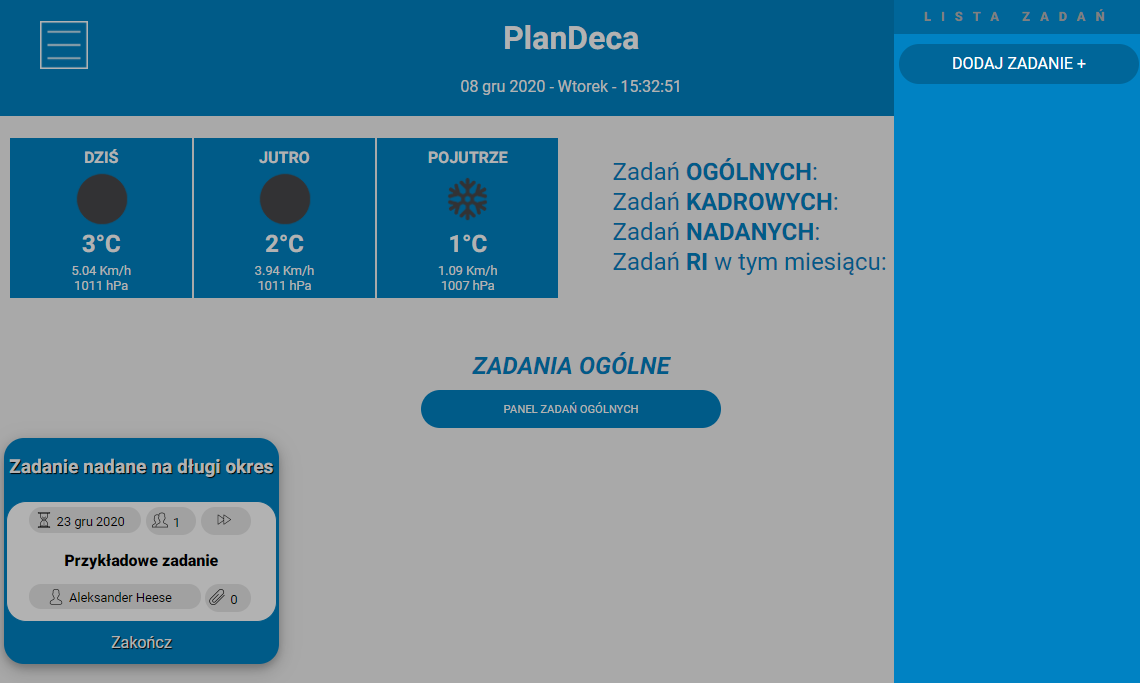 PlanDeca
08 gru 2020 - Wtorek - 15:32:51
LISTA ZADAŃ
DODAJ ZADANIE +
DZIŚ
3°C
5.04 Km/h
1011 hPa
JUTRO
2°C
3.94 Km/h
1011 hPa
POJUTRZE
1°C
1.09 Km/h
1007 hPa
Zadań OGÓLNYCH:
Zadań KADROWYCH:
Zadań NADANYCH:
Zadań RI w tym miesiącu:
ZADANIA OGÓLNE
PANEL ZADAŃ OGÓLNYCH
Zadanie nadane na długi okres
23 gru 2020
1
Przykładowe zadanie
Aleksander Heese
0
Zakończ